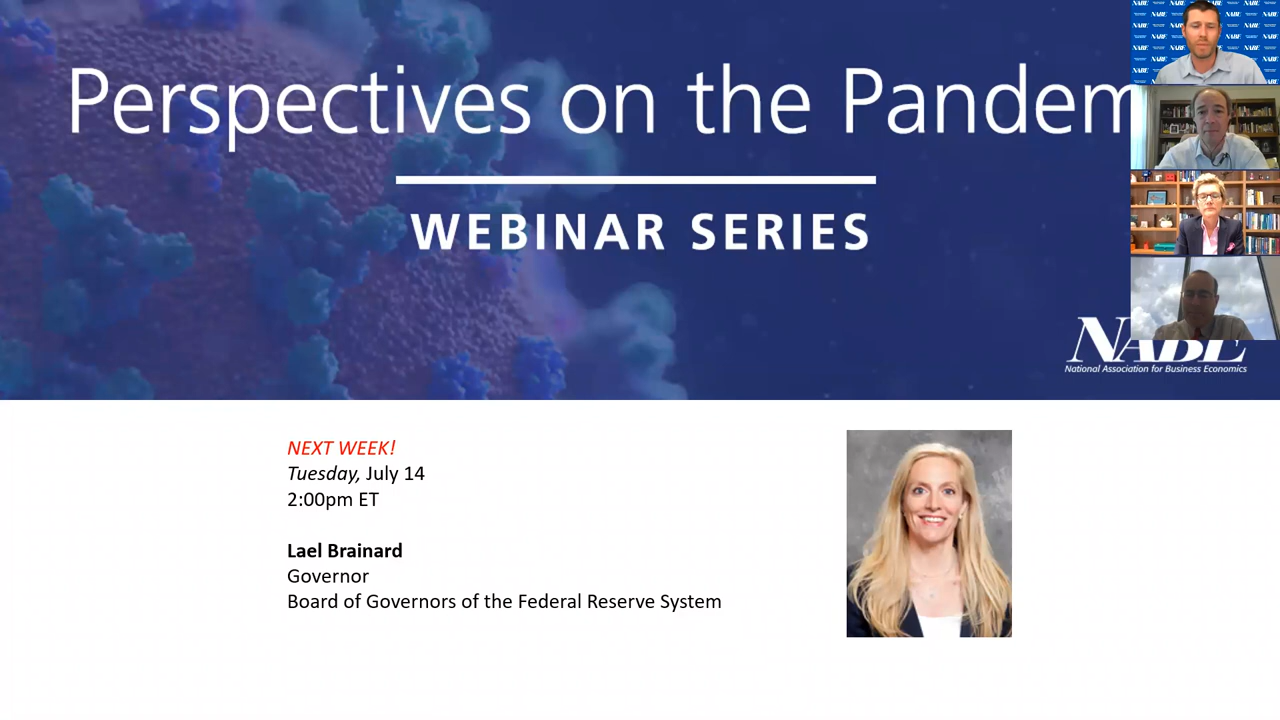 Perspectives on the Pandem
WEBINAR SERIES
NABE
National Association for Business Economics
NEXT WEEK!
Tuesday, July 14
2:00pm ET
Lael Brainard
Governor
Board of Governors of the Federal Reserve System